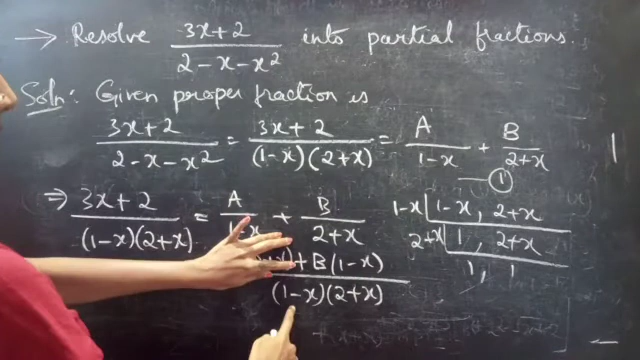 → Resolve (3x+2)/(2-x-x²) into partial fractions.
Soln: Given proper fraction is
(3x+2)/(2-x-x²) = (3x+2)/((1-x)(2+x)) = A/(1-x) + B/(2+x)
—①
⇒ (3x+2)/((1-x)(2+x)) = A/ + B/(2+x)
+B(1-x)/((1-x)(2+x))
1-x | 1-x, 2+x
2+x | 1, 2+x
1, 1